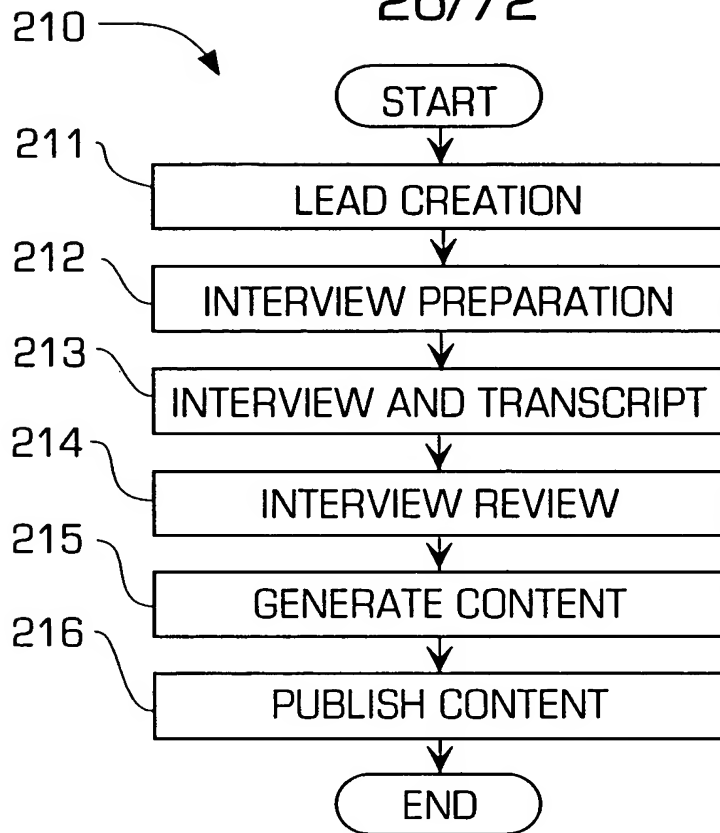 26/72
210
START
211
LEAD CREATION
212
INTERVIEW PREPARATION
213
INTERVIEW AND TRANSCRIPT
214
INTERVIEW REVIEW
215
GENERATE CONTENT
216
PUBLISH CONTENT
END